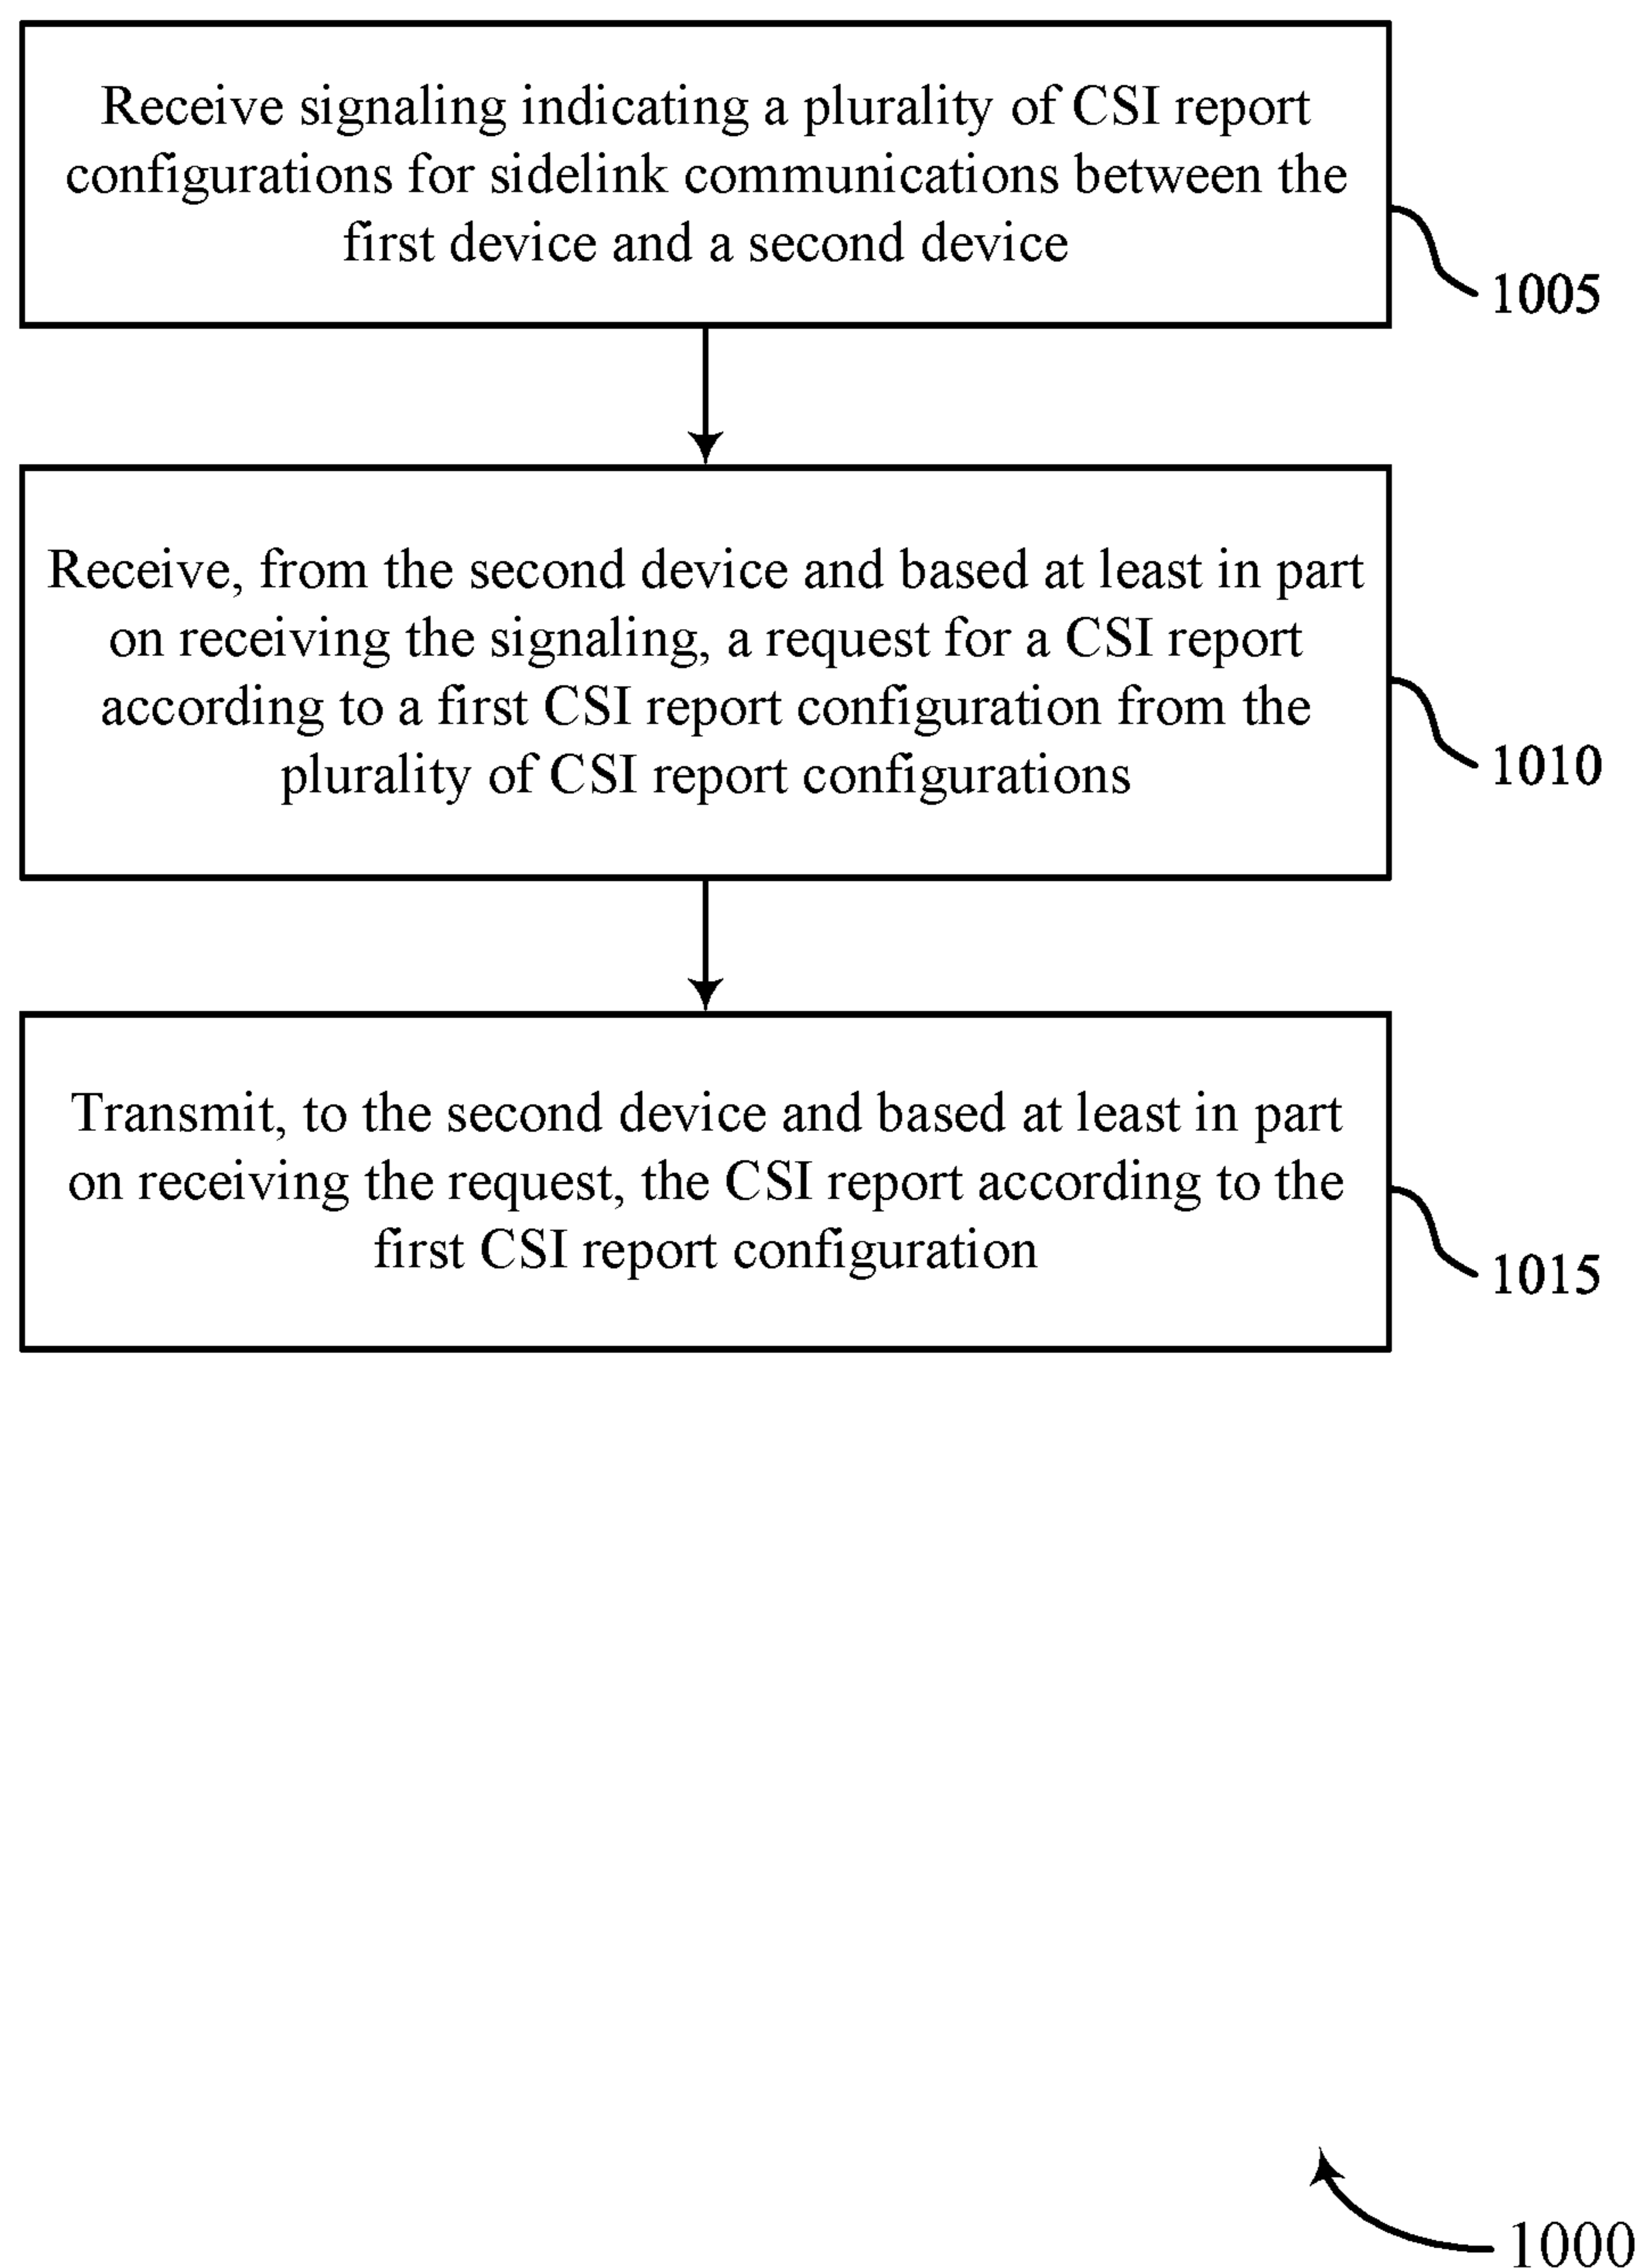 Receive signaling indicating a plurality of CSI report
configurations for sidelink communications between the
first device and a second device
1005
Receive, from the second device and based at least in part
on receiving the signaling, a request for a CSI report
according to a first CSI report configuration from the
plurality of CSI report configurations
1010
Transmit, to the second device and based at least in part
on receiving the request, the CSI report according to the
first CSI report configuration
1015
1000